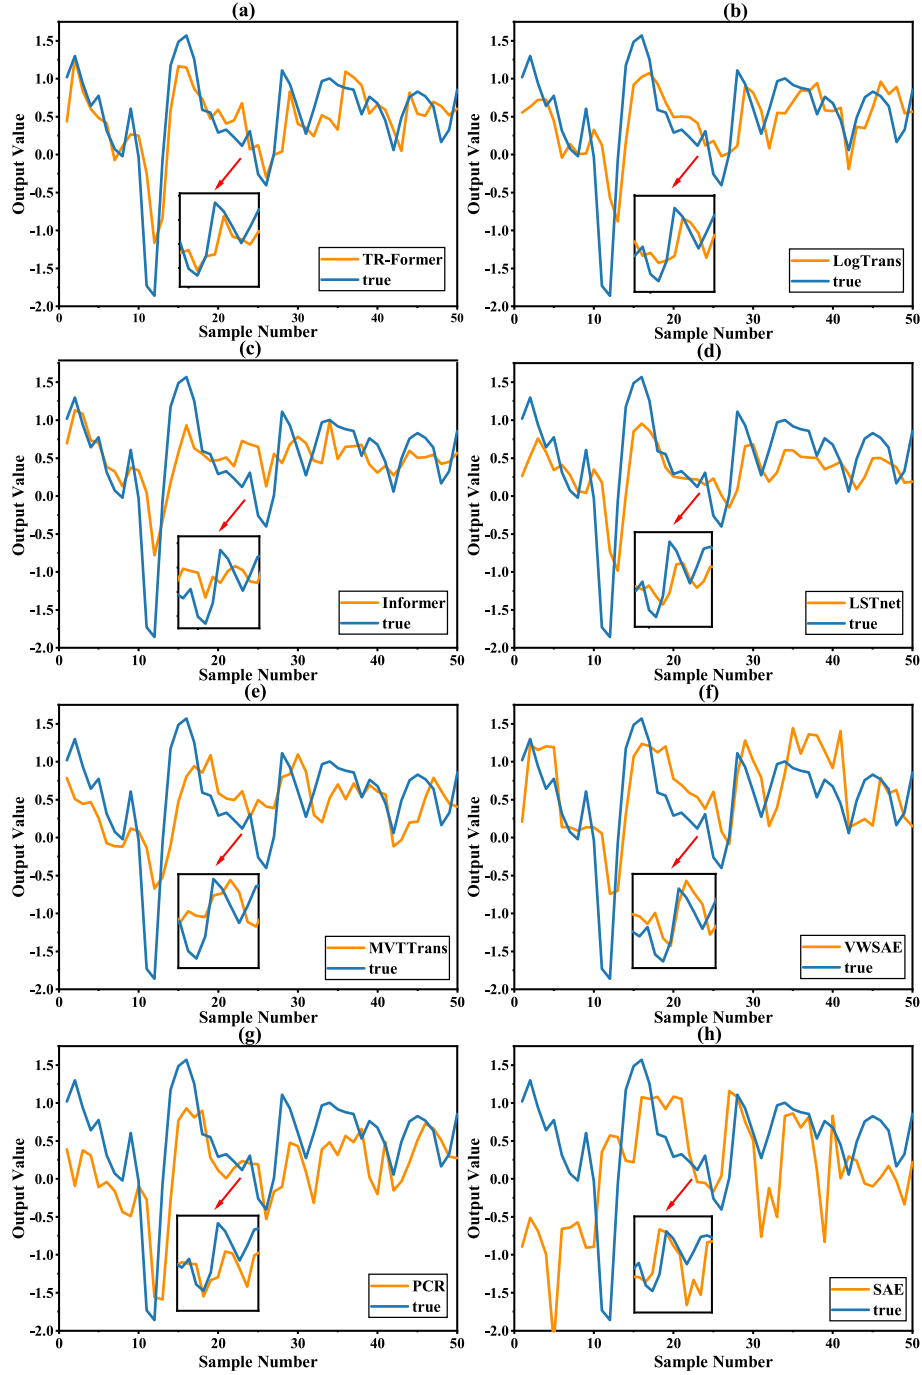 (a)
Output Value
1.5
1.0
0.5
0.0
-0.5
-1.0
-1.5
-2.0
TR-Former
true
0 10 20 30 40 50
Sample Number
(b)
Output Value
1.5
1.0
0.5
0.0
-0.5
-1.0
-1.5
-2.0
LogTrans
true
0 10 20 30 40 50
Sample Number
(c)
Output Value
1.5
1.0
0.5
0.0
-0.5
-1.0
-1.5
-2.0
Informer
true
0 10 20 30 40 50
Sample Number
(d)
Output Value
1.5
1.0
0.5
0.0
-0.5
-1.0
-1.5
-2.0
LSTnet
true
0 10 20 30 40 50
Sample Number
(e)
Output Value
1.5
1.0
0.5
0.0
-0.5
-1.0
-1.5
-2.0
MVTTrans
true
0 10 20 30 40 50
Sample Number
(f)
Output Value
1.5
1.0
0.5
0.0
-0.5
-1.0
-1.5
-2.0
VWSAE
true
0 10 20 30 40 50
Sample Number
(g)
Output Value
1.5
1.0
0.5
0.0
-0.5
-1.0
-1.5
-2.0
PCR
true
0 10 20 30 40 50
Sample Number
(h)
Output Value
1.5
1.0
0.5
0.0
-0.5
-1.0
-1.5
-2.0
SAE
true
0 10 20 30 40 50
Sample Number